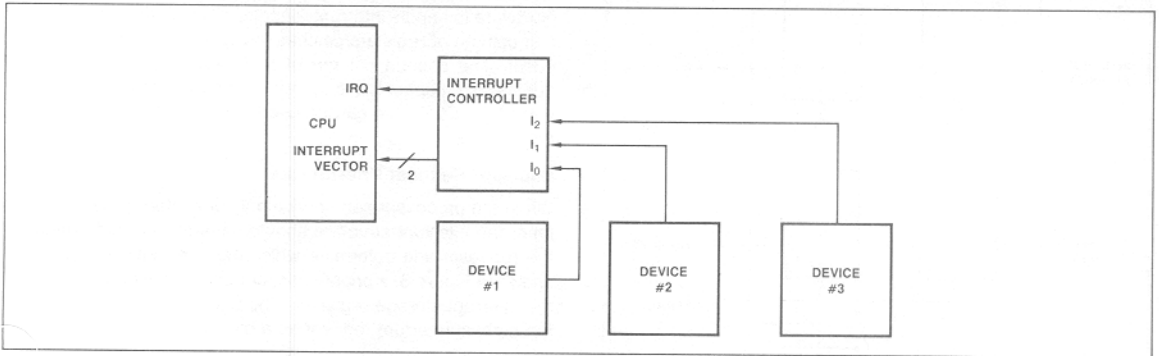 IRQ
CPU
INTERRUPT
VECTOR
2
INTERRUPT
CONTROLLER
I₂
I₁
I₀
DEVICE
#1
DEVICE
#2
DEVICE
#3